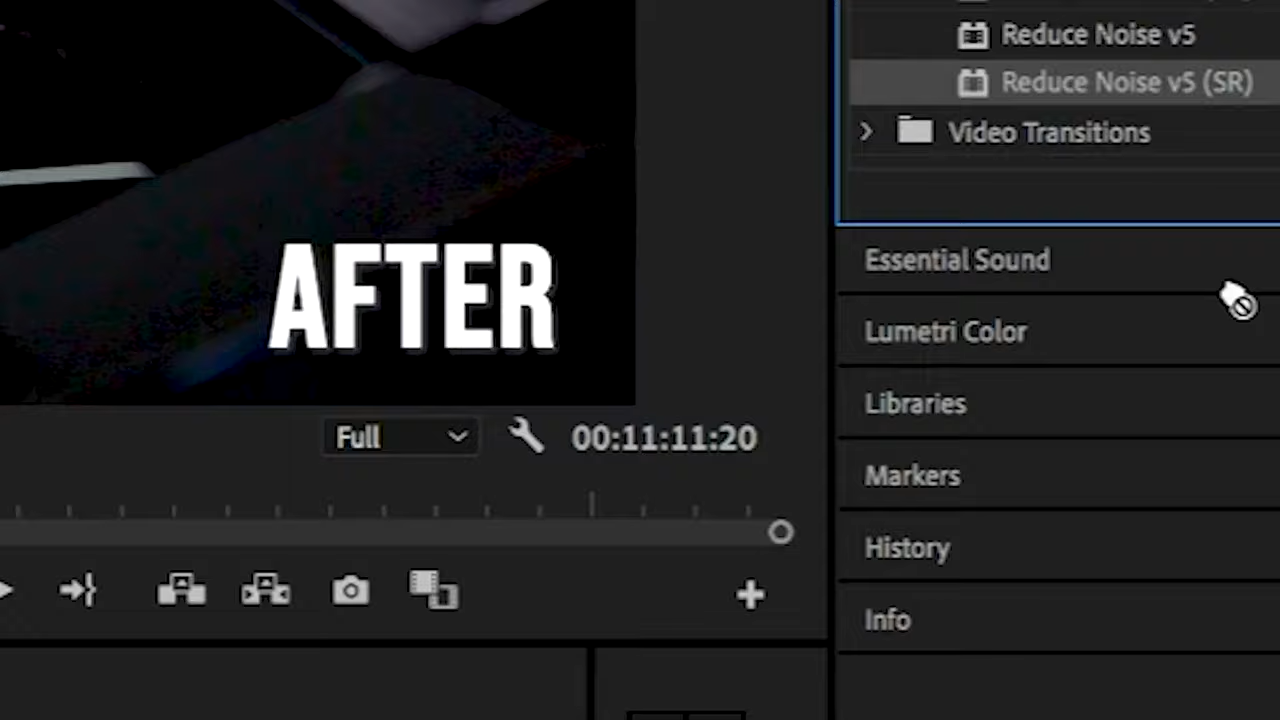 Reduce Noise v5
Reduce Noise v5 (SR)
Video Transitions
AFTER
Full
00:11:11:20
Essential Sound
Lumetri Color
Libraries
Markers
History
Info